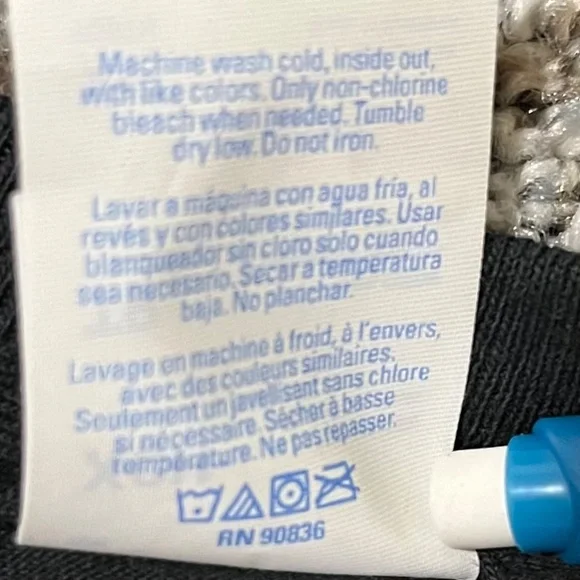 Machine wash cold, inside out,
with like colors. Only non-chlorine
bleach when needed. Tumble
dry low. Do not iron.
Lavar a máquina con agua fría, al
revés y con colores similares. Usar
blanqueador sin cloro solo cuando
sea necesario. Secar a temperatura
baja. No planchar.
Lavage en machine à froid, à l'envers,
avec des couleurs similaires.
Seulement un javellisant sans chlore
si nécessaire. Sécher à basse
température. Ne pas repasser.
RN 90836